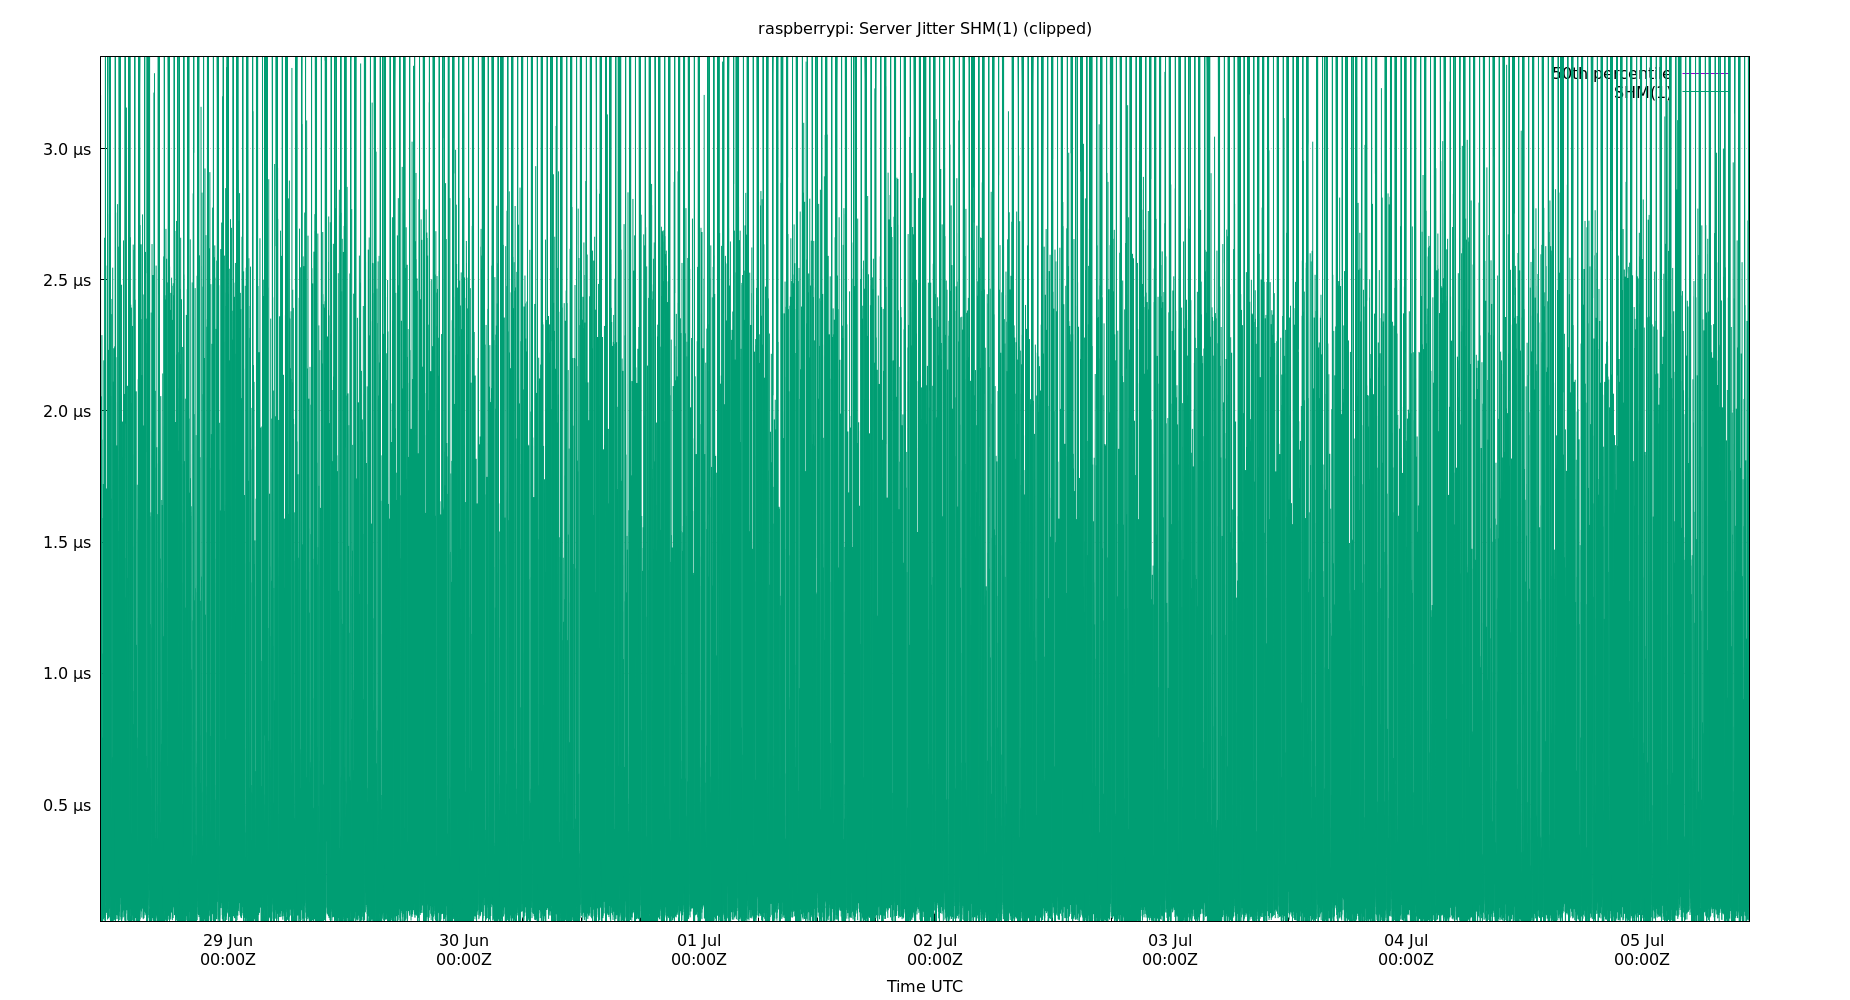 raspberrypi: Server Jitter SHM(1) (clipped)
50th percentile
SHM(1)
3.0 µs
2.5 µs
2.0 µs
1.5 µs
1.0 µs
0.5 µs
29 Jun 30 Jun 01 Jul 02 Jul 03 Jul 04 Jul 05 Jul
00:00Z 00:00Z 00:00Z 00:00Z 00:00Z 00:00Z 00:00Z
Time UTC